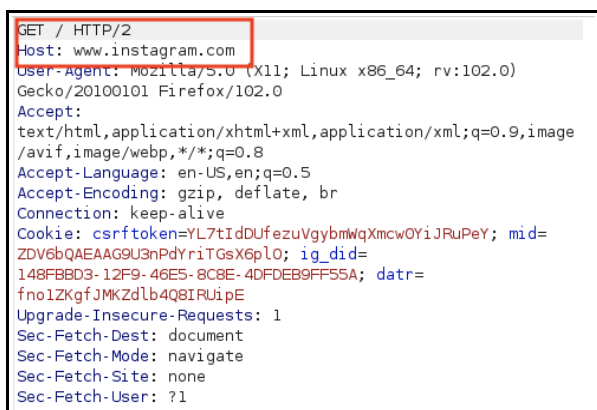 GET / HTTP/2
Host: www.instagram.com
User-Agent: Mozilla/5.0 (X11; Linux x86_64; rv:102.0)
Gecko/20100101 Firefox/102.0
Accept:
text/html,application/xhtml+xml,application/xml;q=0.9,image
/avif,image/webp,*/*;q=0.8
Accept-Language: en-US,en;q=0.5
Accept-Encoding: gzip, deflate, br
Connection: keep-alive
Cookie: csrftoken=YL7tIdDUfezuVgybmWqXmcwOYiJRuPeY; mid=
ZDV6bQAEAAG9U3nPdYriTGsX6plO; ig_did=
148FBBD3-12F9-46E5-8C8E-4DFDEB9FF55A; datr=
fno1ZKgfJMKZdlb4Q8IRUipE
Upgrade-Insecure-Requests: 1
Sec-Fetch-Dest: document
Sec-Fetch-Mode: navigate
Sec-Fetch-Site: none
Sec-Fetch-User: ?1